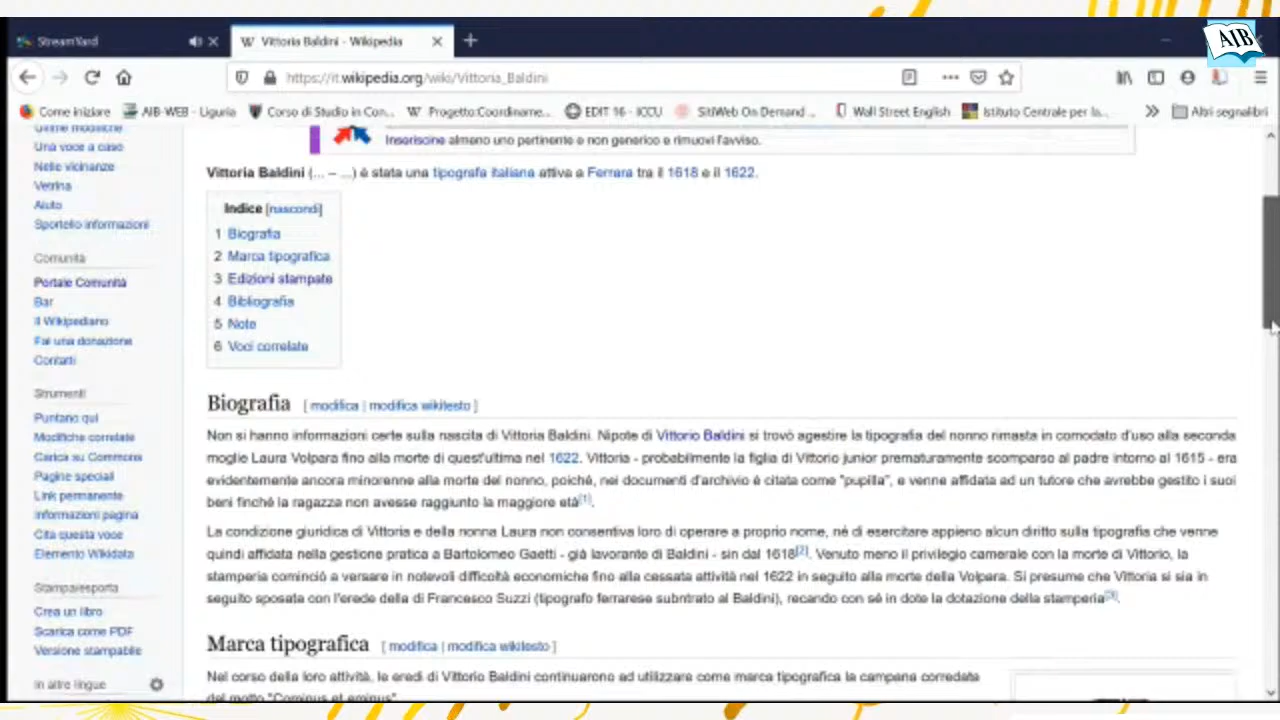 StreamYard
Vittoria Baldini - Wikipedia
AIB
https://it.wikipedia.org/wiki/Vittoria_Baldini
Come iniziare
AIB-WEB - Liguria
Corso di Studio in Con...
Progetto:Coordiname...
EDIT 16 - ICCU
SitiWeb On Demand ...
Wall Street English
Istituto Centrale per la...
Altri segnalibri
Ultime modifiche
Una voce a caso
Nelle vicinanze
Vetrina
Aiuto
Sportello informazioni
Comunità
Portale Comunità
Bar
Il Wikipediano
Fai una donazione
Contatti
Strumenti
Puntano qui
Modifiche correlate
Carica su Commons
Pagine speciali
Link permanente
Informazioni pagina
Cita questa voce
Elemento Wikidata
Stampa/esporta
Crea un libro
Scarica come PDF
Versione stampabile
In altre lingue
Inseriscine almeno uno pertinente e non generico e rimuovi l'avviso.
Vittoria Baldini (... – ...) è stata una tipografa italiana attiva a Ferrara tra il 1618 e il 1622.
Indice [nascondi]
1 Biografia
2 Marca tipografica
3 Edizioni stampate
4 Bibliografia
5 Note
6 Voci correlate
Biografia [ modifica | modifica wikitesto ]
Non si hanno informazioni certe sulla nascita di Vittoria Baldini. Nipote di Vittorio Baldini si trovò agestire la tipografia del nonno rimasta in comodato d'uso alla seconda
moglie Laura Volpara fino alla morte di quest'ultima nel 1622. Vittoria - probabilmente la figlia di Vittorio junior prematuramente scomparso al padre intorno al 1615 - era
evidentemente ancora minorenne alla morte del nonno, poiché, nei documenti d'archivio è citata come "pupilla", e venne affidata ad un tutore che avrebbe gestito i suoi
beni finché la ragazza non avesse raggiunto la maggiore età[1].
La condizione giuridica di Vittoria e della nonna Laura non consentiva loro di operare a proprio nome, né di esercitare appieno alcun diritto sulla tipografia che venne
quindi affidata nella gestione pratica a Bartolomeo Gaetti - già lavorante di Baldini - sin dal 1618[2]. Venuto meno il privilegio camerale con la morte di Vittorio, la
stamperia cominciò a versare in notevoli difficoltà economiche fino alla cessata attività nel 1622 in seguito alla morte della Volpara. Si presume che Vittoria si sia in
seguito sposata con l'erede della di Francesco Suzzi (tipografo ferrarese subntrato al Baldini), recando con sé in dote la dotazione della stamperia[3].
Marca tipografica [ modifica | modifica wikitesto ]
Nel corso della loro attività, le eredi di Vittorio Baldini continuarono ad utilizzare come marca tipografica la campana corredata
del motto "Cominus et eminus".